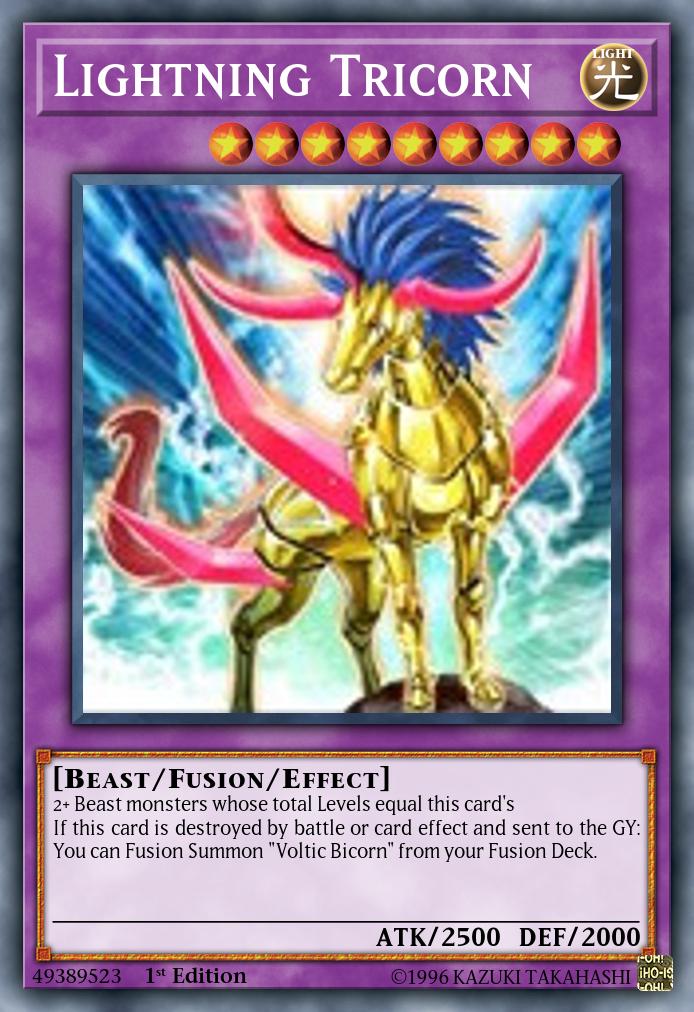 Lightning Tricorn
LIGHT
光
[Beast/Fusion/Effect]
2+ Beast monsters whose total Levels equal this card's
If this card is destroyed by battle or card effect and sent to the GY:
You can Fusion Summon "Voltic Bicorn" from your Fusion Deck.
ATK/2500 DEF/2000
49389523 1st Edition ©1996 KAZUKI TAKAHASHI